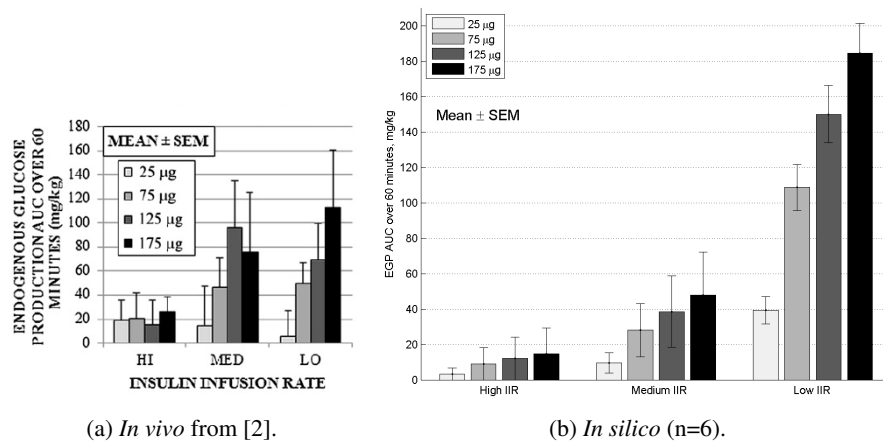 ENDOGENOUS GLUCOSE
PRODUCTION AUC OVER 60
MINUTES (mg/kg)
180
160
140
120
100
80
60
40
20
0
MEAN ± SEM
25 µg
75 µg
125 µg
175 µg
HI MED LO
INSULIN INFUSION RATE
(a) In vivo from [2].
EGP AUC over 60 minutes, mg/kg
200
180
160
140
120
100
80
60
40
20
0
25 µg
75 µg
125 µg
175 µg
Mean ± SEM
High IIR Medium IIR Low IIR
(b) In silico (n=6).